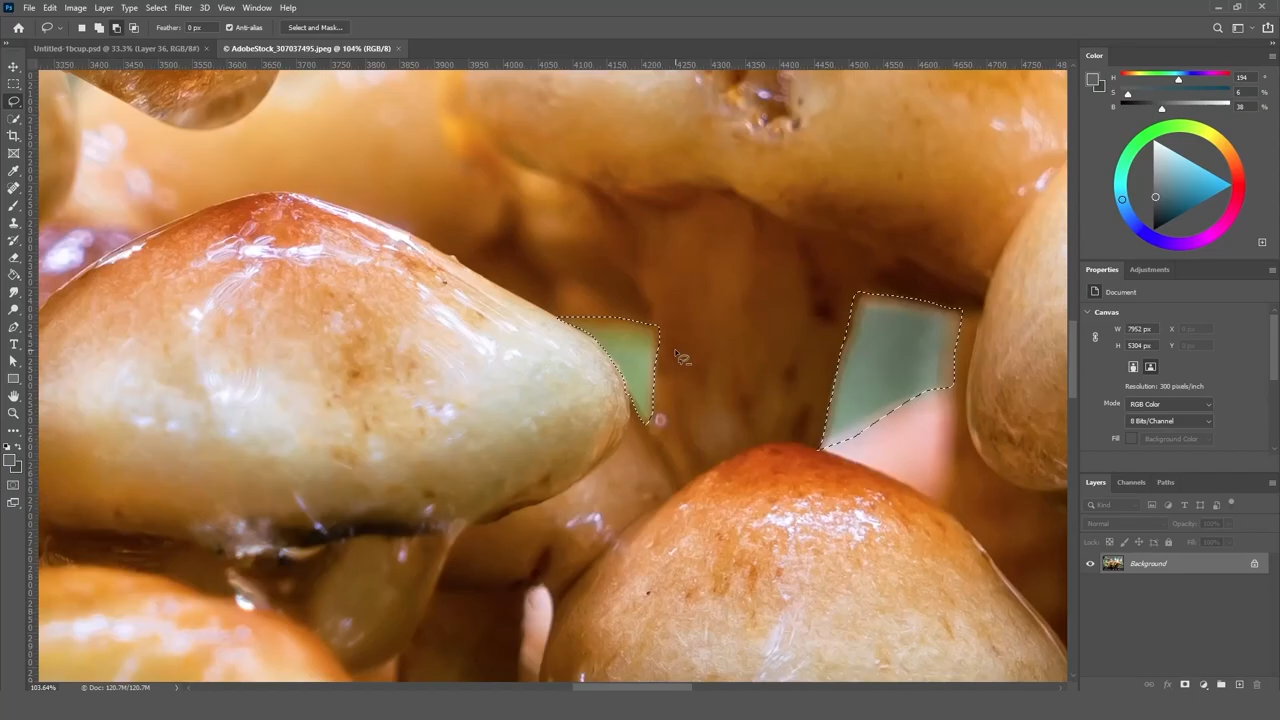 Ps File Edit Image Layer Type Select Filter 3D View Window Help
Feather: 0 px Anti-alias Select and Mask...
Untitled-1bcup.psd @ 33.3% (Layer 36, RGB/8#) × © AdobeStock_307037495.jpeg @ 104% (RGB/8) ×
3350 3400 3450 3500 3550 3600 3650 3700 3750 3800 3850 3900 3950 4000 4050 4100 4150 4200 4250 4300 4350 4400 4450 4500 4550 4600 4650 4700 4750
Color
H 194 °
S 6 %
B 38 %
Properties Adjustments
Document
Canvas
W 7952 px X 0 px
H 5304 px Y 0 px
Resolution: 300 pixels/inch
Mode RGB Color
8 Bits/Channel
Fill Background Color
Layers Channels Paths
Kind
Normal Opacity: 100%
Lock: Fill: 100%
Background
103.64% © Doc: 120.7M/120.7M